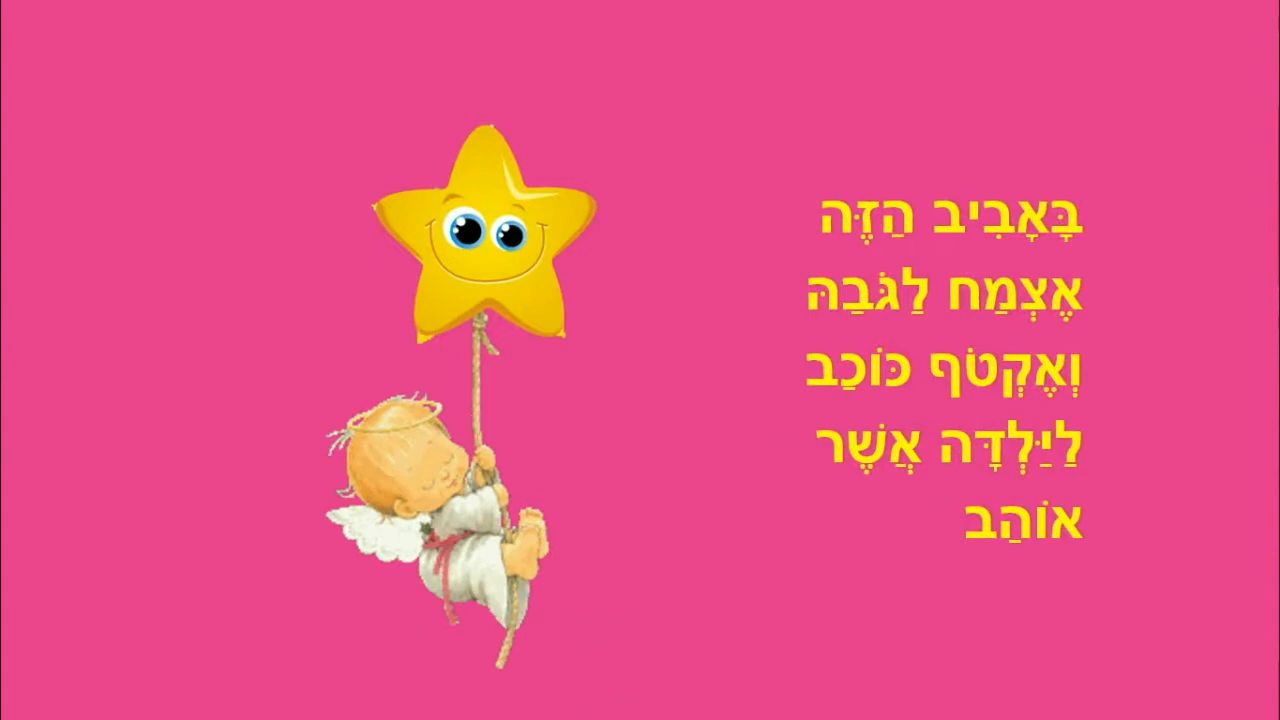 בָּאָבִיב הַזֶּה
אֶצְמַח לַגֹּבַהּ
וְאֶקְטֹף כּוֹכַב
לַיַּלְדָּה אֲשֶׁר
אוֹהַב